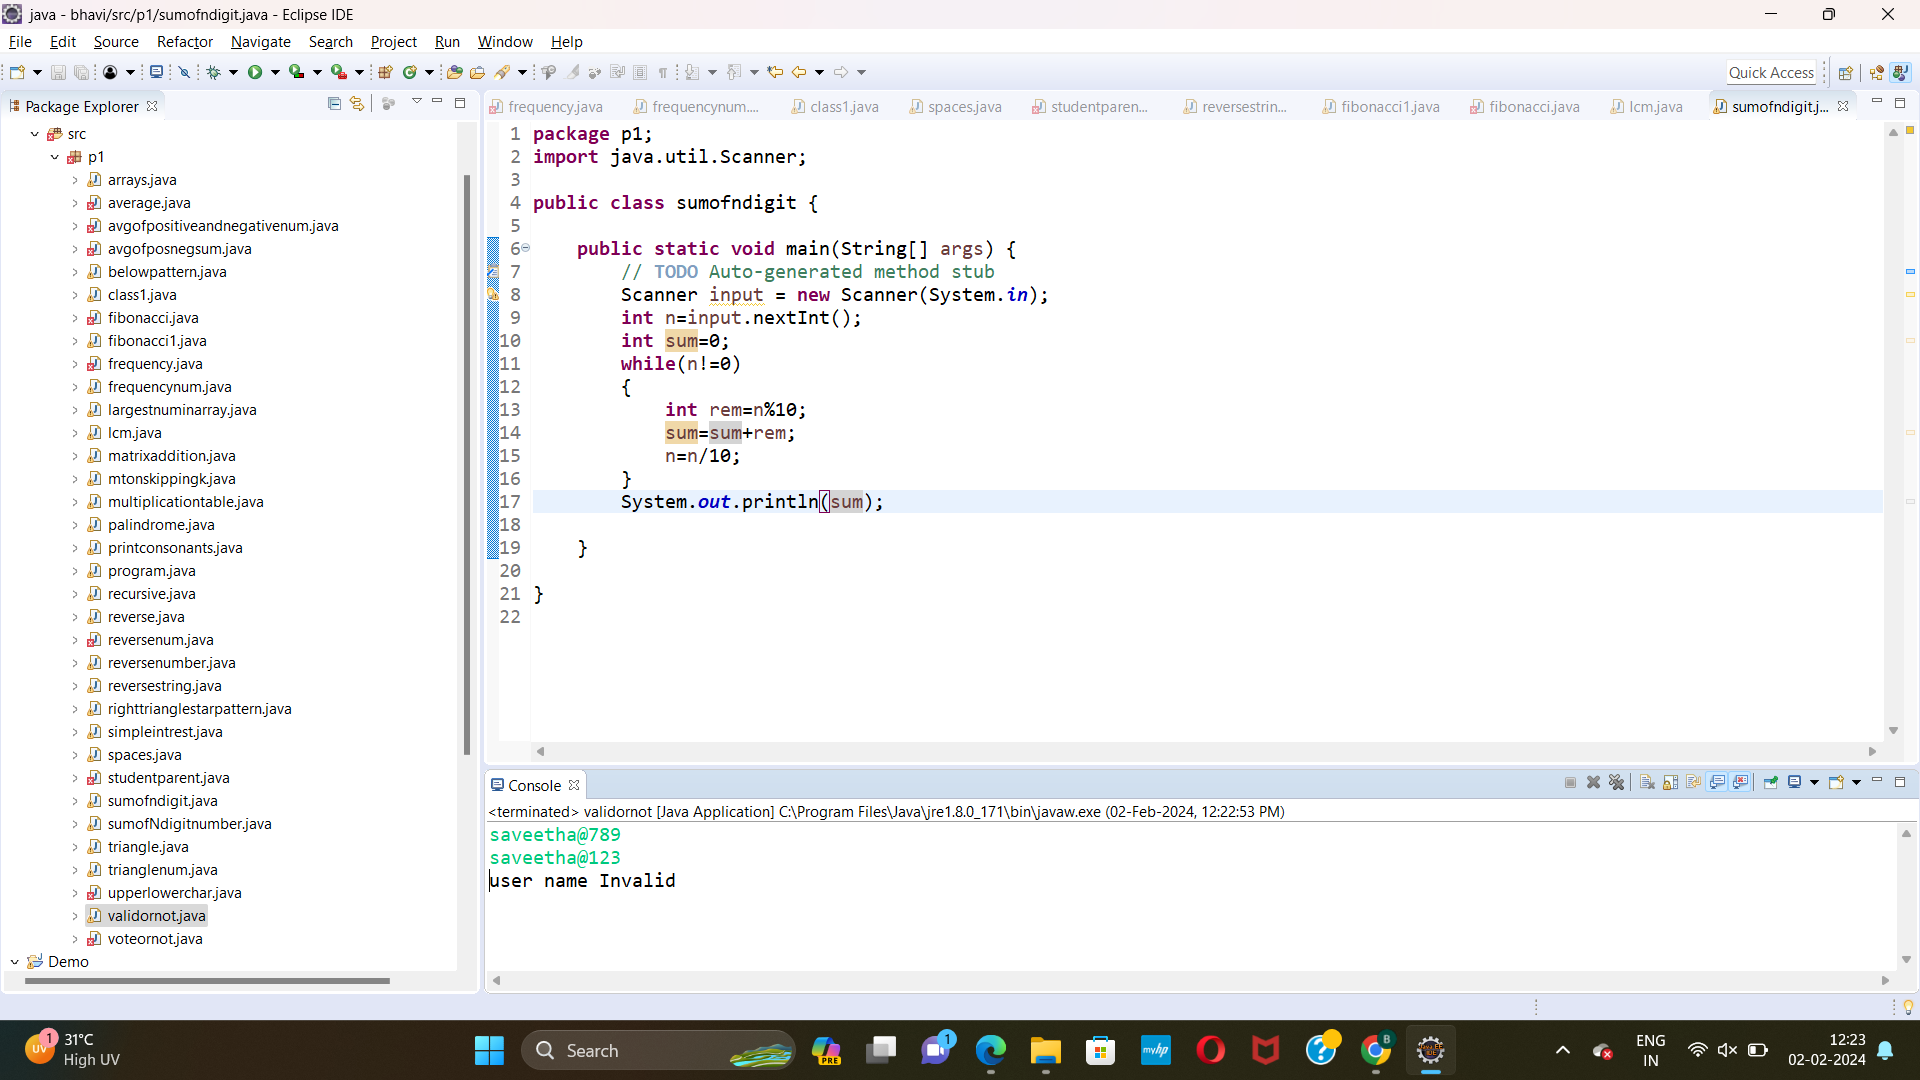 java - bhavi/src/p1/sumofndigit.java - Eclipse IDE
File Edit Source Refactor Navigate Search Project Run Window Help
Quick Access
Package Explorer
src
p1
arrays.java
average.java
avgofpositiveandnegativenum.java
avgofposnegsum.java
belowpattern.java
class1.java
fibonacci.java
fibonacci1.java
frequency.java
frequencynum.java
largestnuminarray.java
lcm.java
matrixaddition.java
mtonskippingk.java
multiplicationtable.java
palindrome.java
printconsonants.java
program.java
recursive.java
reverse.java
reversenum.java
reversenumber.java
reversestring.java
righttrianglestarpattern.java
simpleintrest.java
spaces.java
studentparent.java
sumofndigit.java
sumofNdigitnumber.java
triangle.java
trianglenum.java
upperlowerchar.java
validornot.java
voteornot.java
Demo
frequency.java frequencynum.... class1.java spaces.java studentparen... reversestrin... fibonacci1.java fibonacci.java lcm.java sumofndigit.j...
1 package p1;
2 import java.util.Scanner;
3
4 public class sumofndigit {
5
6 public static void main(String[] args) {
7 // TODO Auto-generated method stub
8 Scanner input = new Scanner(System.in);
9 int n=input.nextInt();
10 int sum=0;
11 while(n!=0)
12 {
13 int rem=n%10;
14 sum=sum+rem;
15 n=n/10;
16 }
17 System.out.println(sum);
18
19 }
20
21 }
22
Console
<terminated> validornot [Java Application] C:\Program Files\Java\jre1.8.0_171\bin\javaw.exe (02-Feb-2024, 12:22:53 PM)
saveetha@789
saveetha@123
user name Invalid
UV 1 31°C
High UV
Search
PRE
1
myhp
B
ENG
IN
12:23
02-02-2024